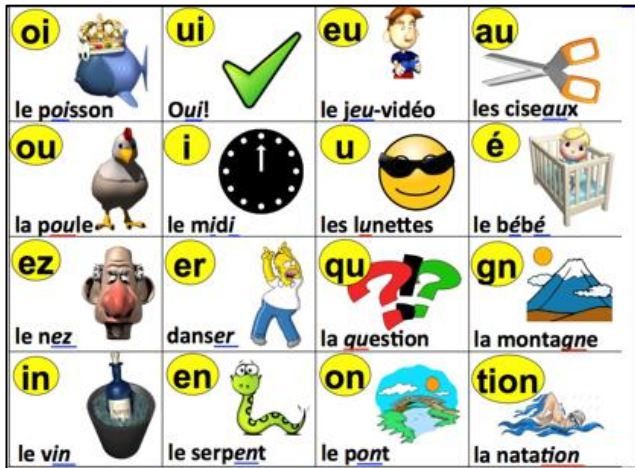 oi ui eu au
le poisson Oui! le jeu-vidéo les ciseaux
ou i u é
la poule le midi les lunettes le bébé
ez er qu gn
le nez danser la question la montagne
in en on tion
le vin le serpent le pont la natation